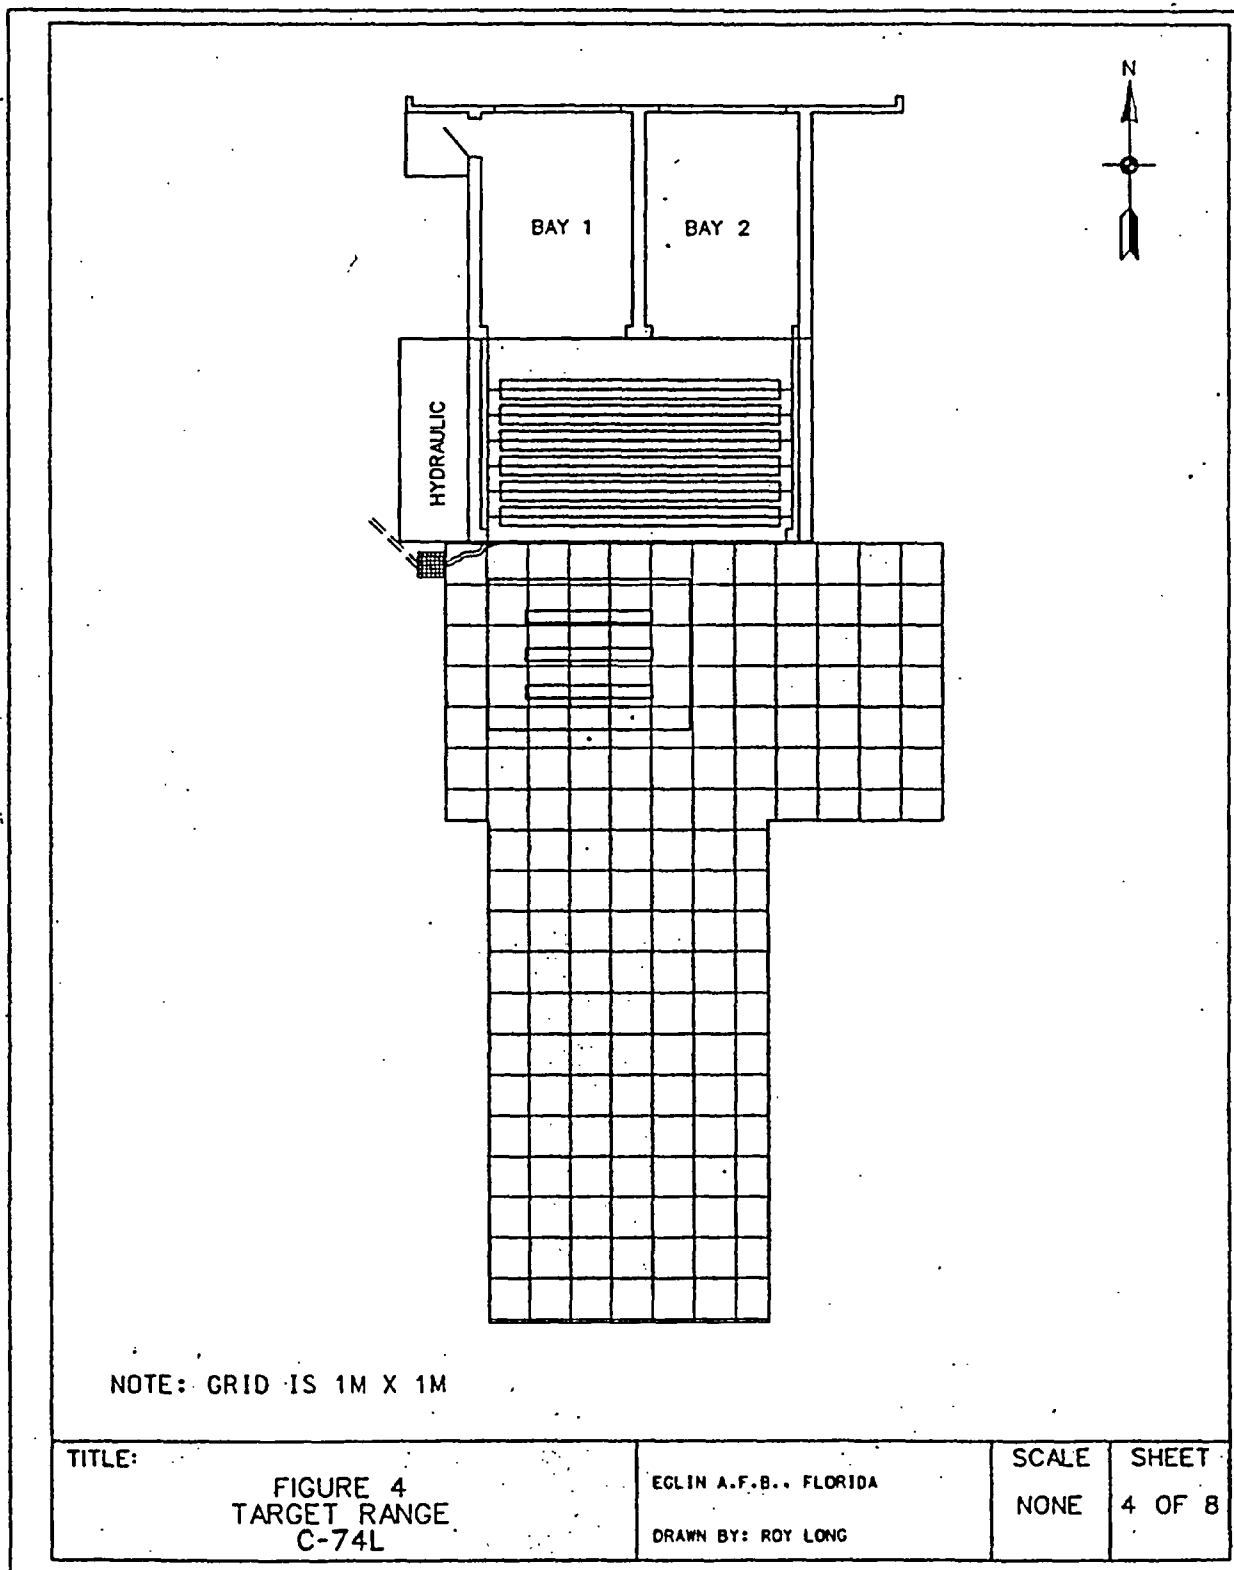 N
BAY 1
BAY 2
HYDRAULIC
NOTE: GRID IS 1M X 1M
TITLE:
FIGURE 4
TARGET RANGE
C-74L
EGLIN A.F.B., FLORIDA
DRAWN BY: ROY LONG
SCALE
NONE
SHEET
4 OF 8